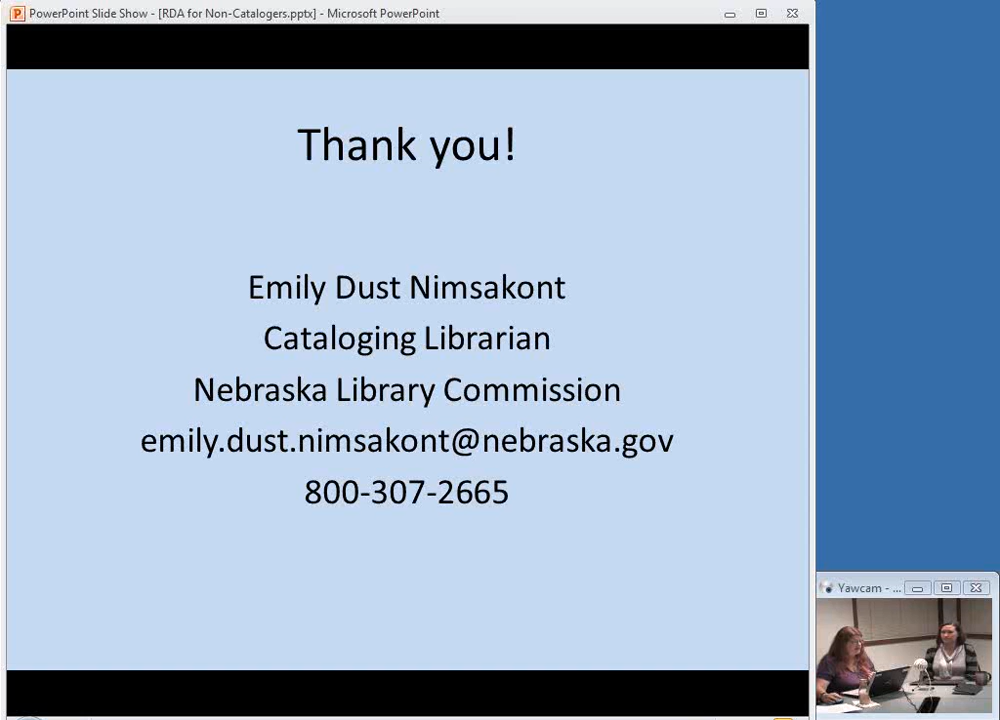 PowerPoint Slide Show - [RDA for Non-Catalogers.pptx] - Microsoft PowerPoint
Thank you!
Emily Dust Nimsakont
Cataloging Librarian
Nebraska Library Commission
emily.dust.nimsakont@nebraska.gov
800-307-2665
Yawcam - ...